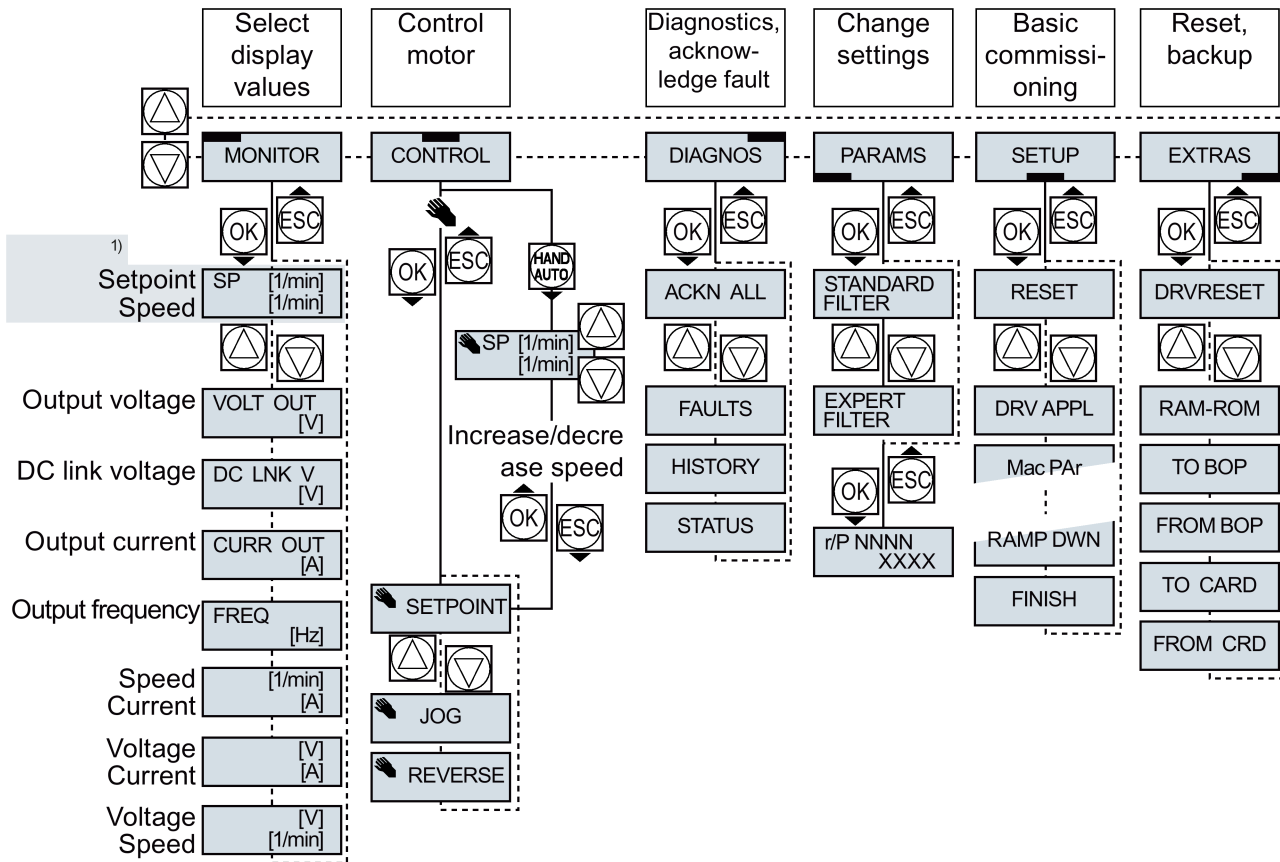 Select
display
values
Control
motor
Diagnostics,
acknow-
ledge fault
Change
settings
Basic
commissi-
oning
Reset,
backup
MONITOR
CONTROL
DIAGNOS
PARAMS
SETUP
EXTRAS
OK
ESC
1)
Setpoint
Speed
SP [1/min]
[1/min]
Output voltage
VOLT OUT
[V]
DC link voltage
DC LNK V
[V]
Output current
CURR OUT
[A]
Output frequency
FREQ
[Hz]
Speed
Current
[1/min]
[A]
Voltage
Current
[V]
[A]
Voltage
Speed
[V]
[1/min]
OK
ESC
HAND
AUTO
SP [1/min]
[1/min]
Increase/decre
ase speed
OK
ESC
SETPOINT
JOG
REVERSE
OK
ESC
ACKN ALL
FAULTS
HISTORY
STATUS
OK
ESC
STANDARD
FILTER
EXPERT
FILTER
OK
ESC
r/P NNNN
XXXX
OK
ESC
RESET
DRV APPL
Mac PAr
RAMP DWN
FINISH
OK
ESC
DRVRESET
RAM-ROM
TO BOP
FROM BOP
TO CARD
FROM CRD